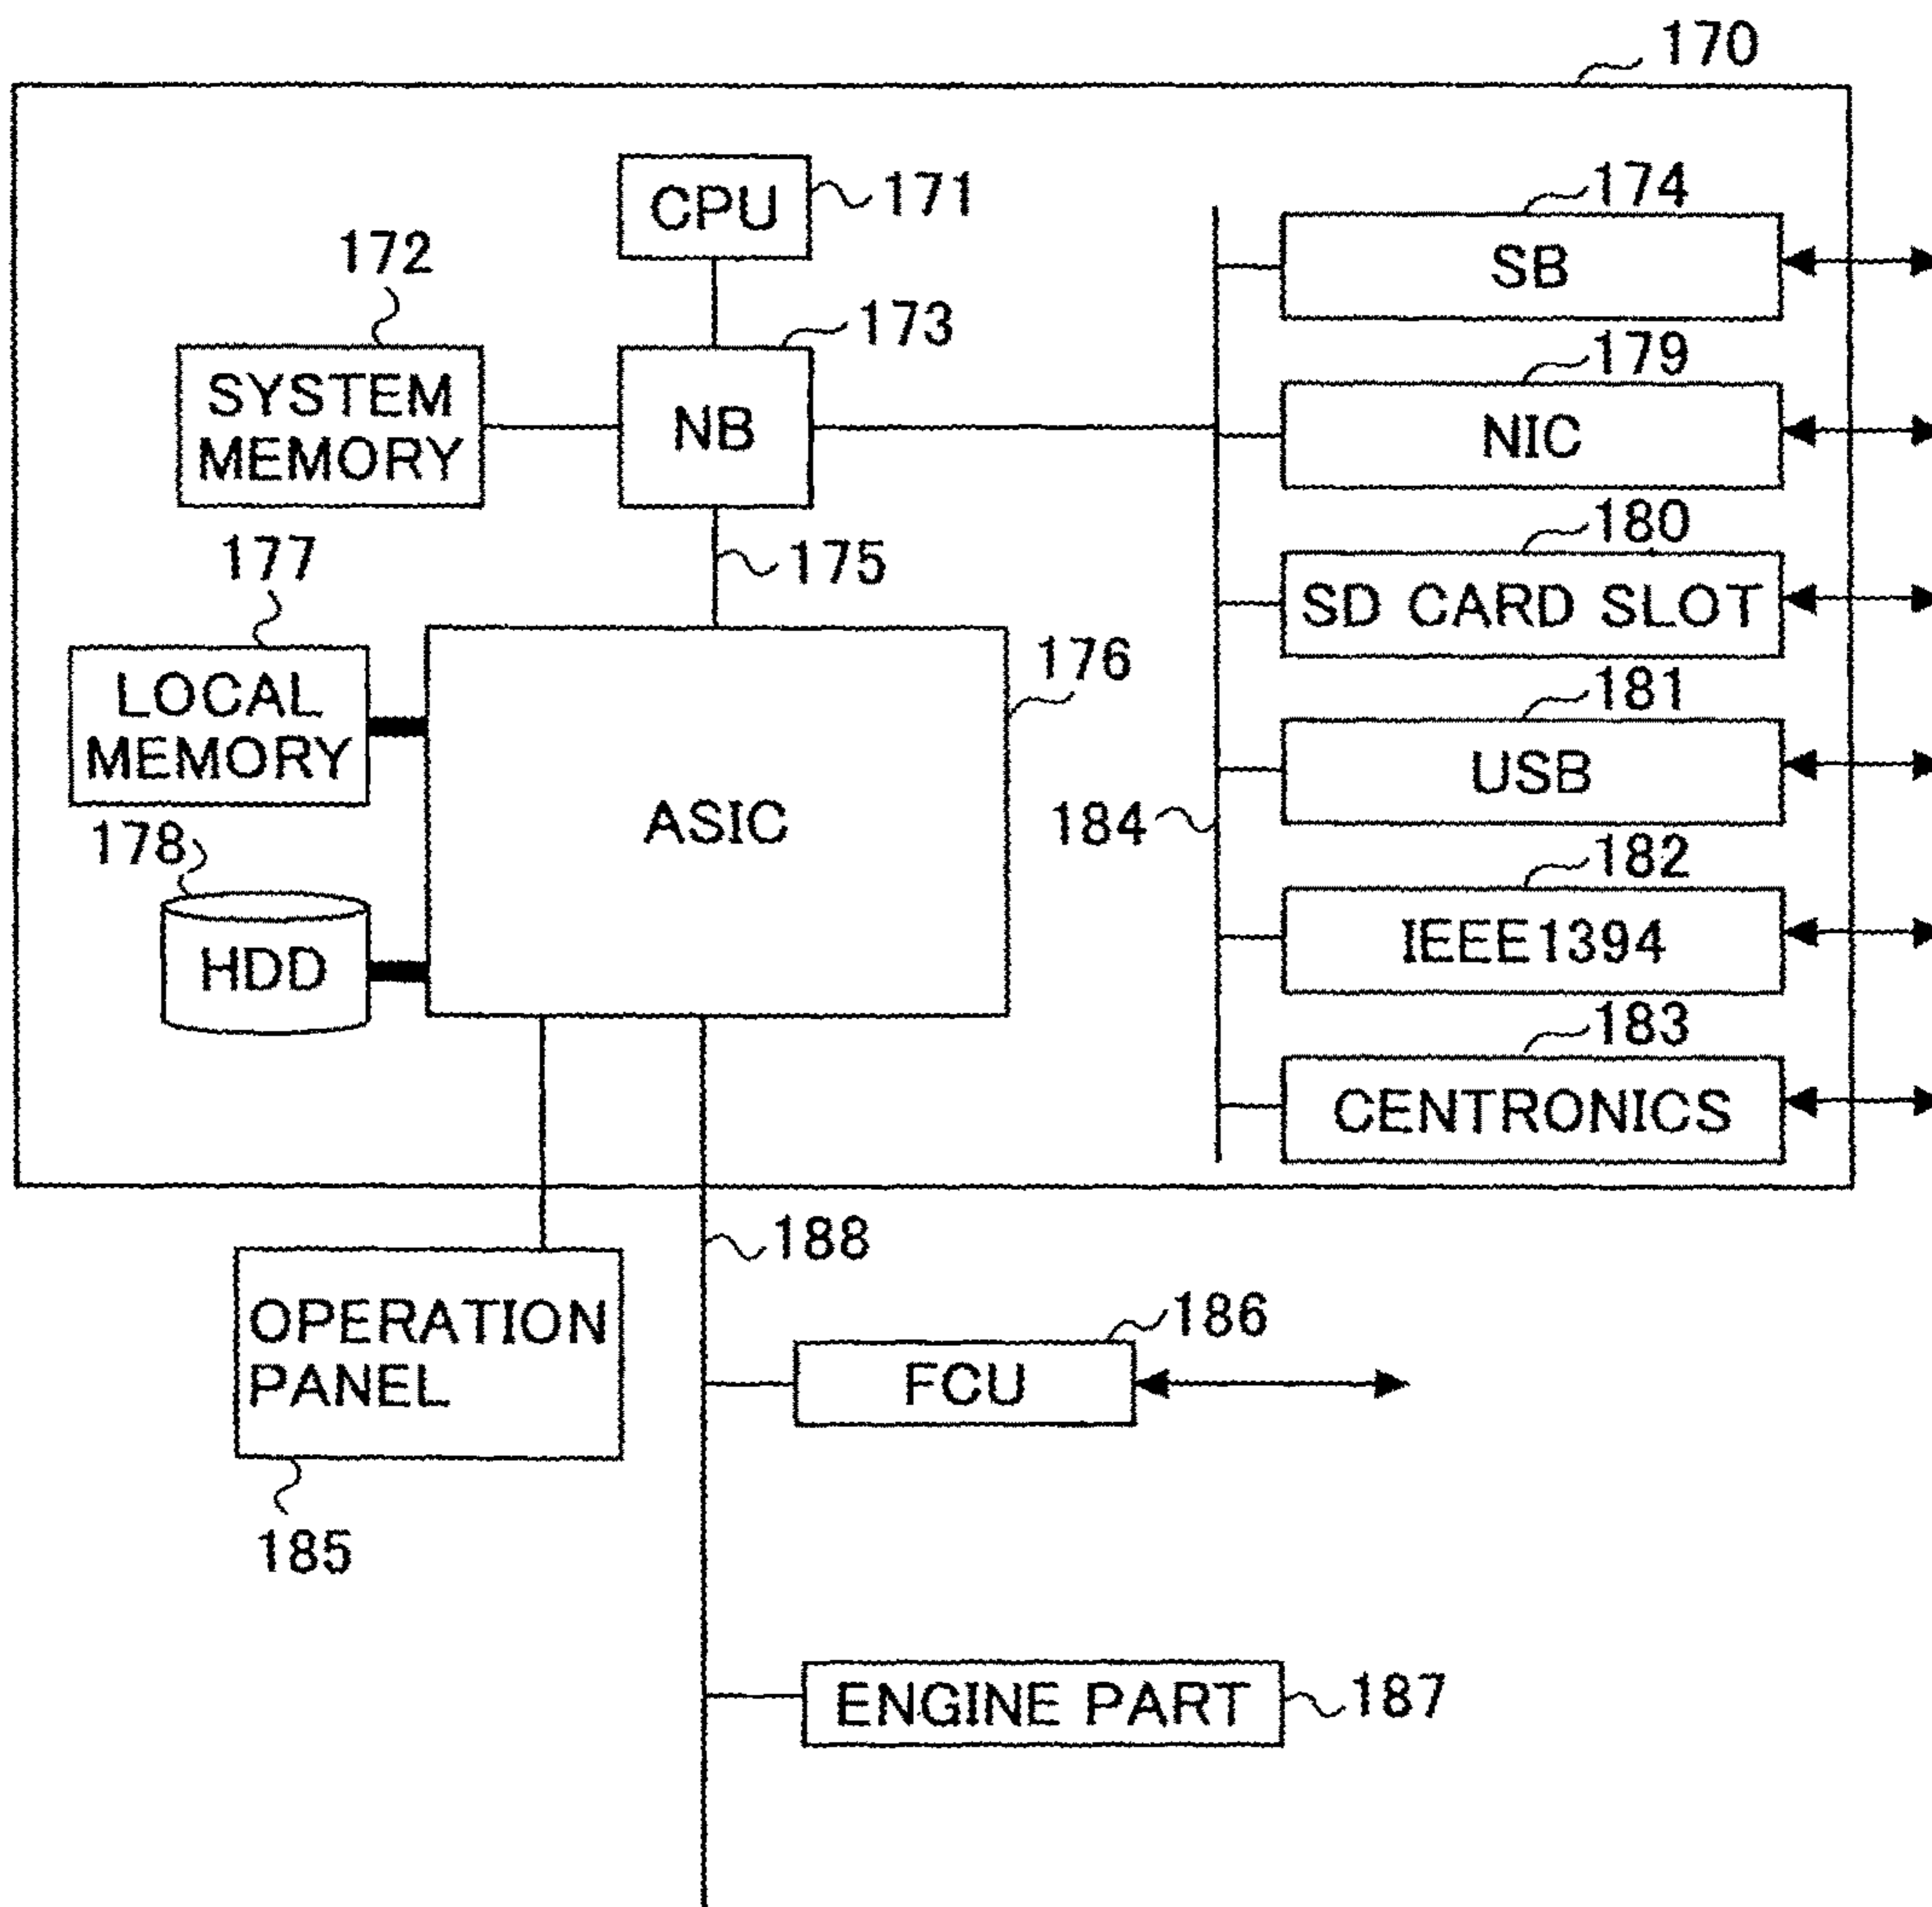 170
CPU
171
174
SB
172
SYSTEM
MEMORY
173
NB
179
NIC
177
175
180
SD CARD SLOT
LOCAL
MEMORY
176
181
USB
178
ASIC
184
182
IEEE1394
HDD
183
CENTRONICS
188
OPERATION
PANEL
186
FCU
185
ENGINE PART
187